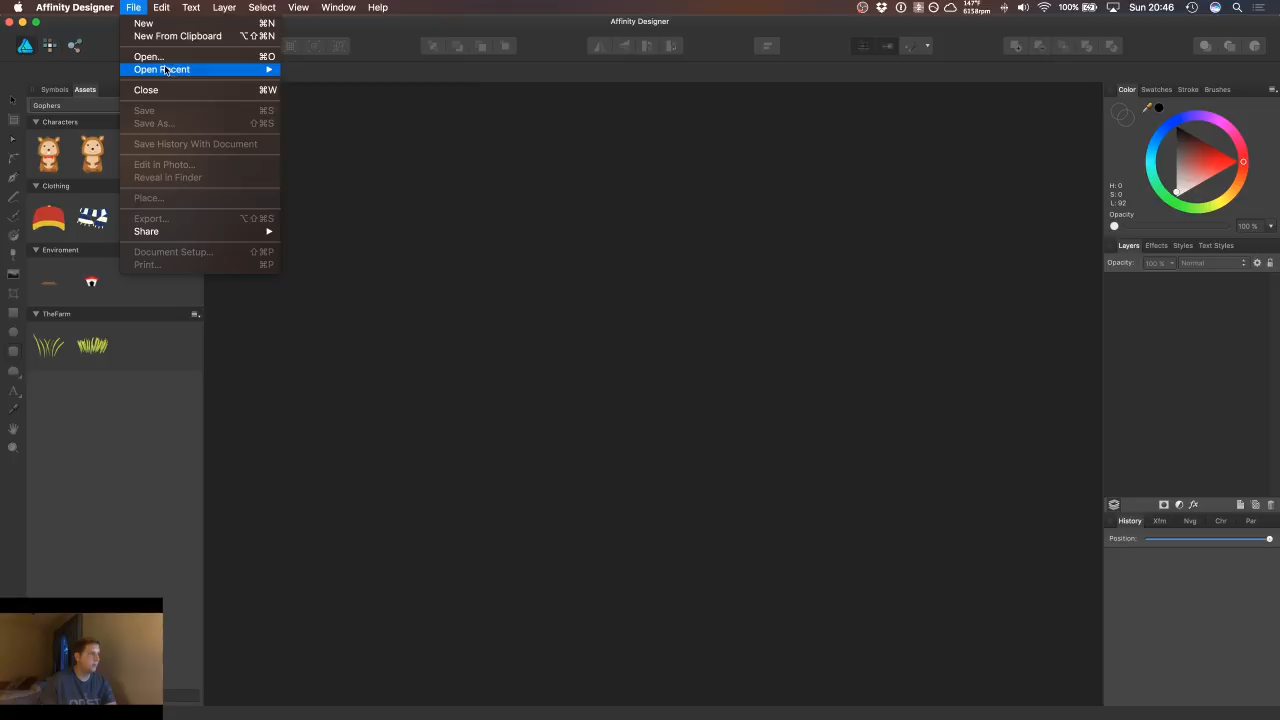 Affinity Designer File Edit Text Layer Select View Window Help 147°F 6158rpm 100% Sun 20:46
Affinity Designer
New ⌘N
New From Clipboard ⌥⇧⌘N
Open... ⌘O
Open Recent
Close ⌘W
Save ⌘S
Save As... ⇧⌘S
Save History With Document
Edit in Photo...
Reveal in Finder
Place...
Export... ⌥⇧⌘S
Share
Document Setup... ⇧⌘P
Print... ⌘P
Symbols Assets
Gophers
Characters
Clothing
Enviroment
TheFarm
Color Swatches Stroke Brushes
H: 0
S: 0
L: 92
Opacity
100 %
Layers Effects Styles Text Styles
Opacity: 100 % Normal
fx
History Xfm Nvg Chr Par
Position: